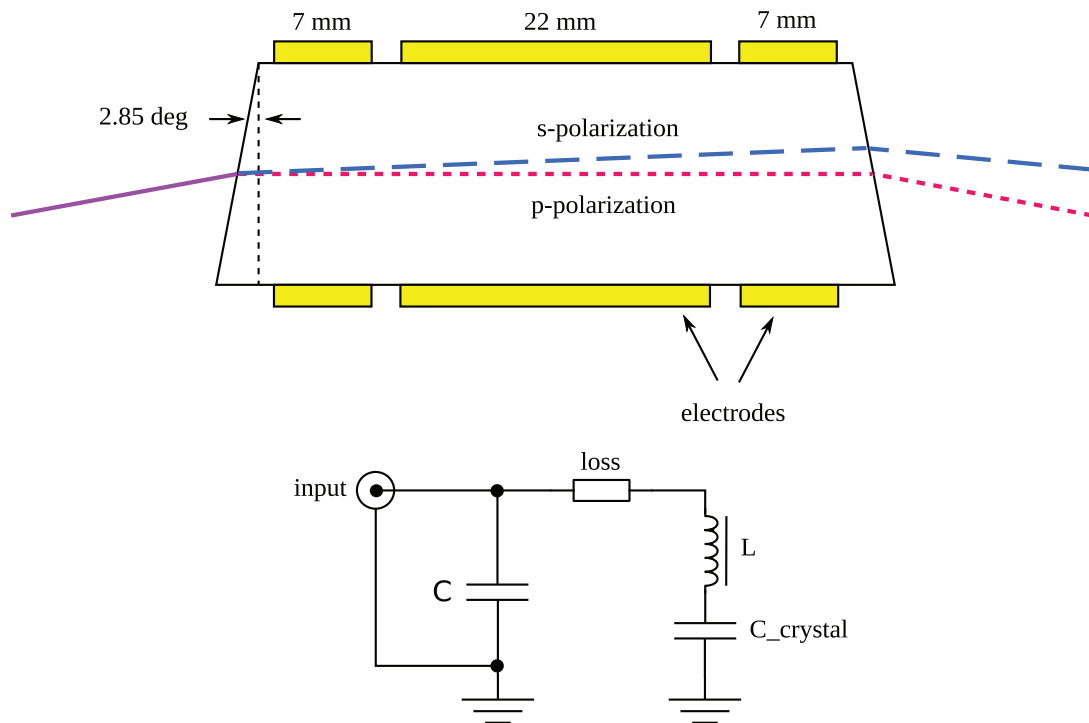 7 mm
22 mm
7 mm
2.85 deg
s-polarization
p-polarization
electrodes
loss
input
L
C
C_crystal